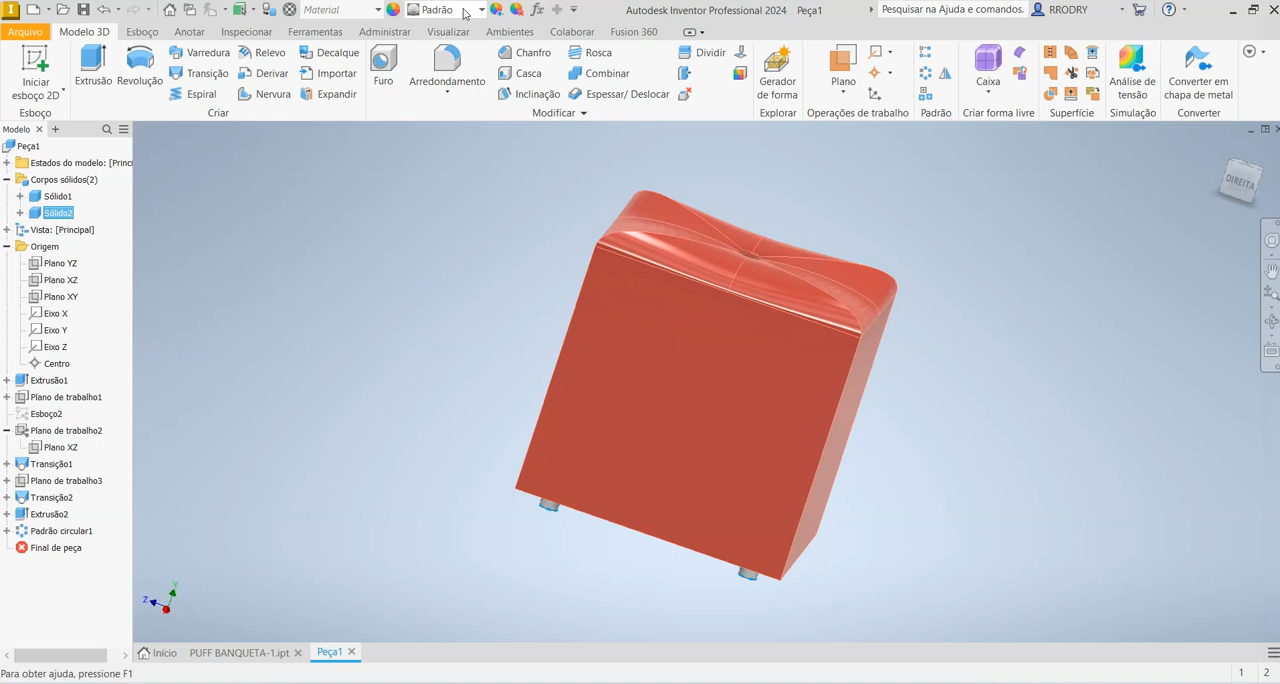 Material
Padrão
Autodesk Inventor Professional 2024 Peça1
Pesquisar na Ajuda e comandos.
RRODRY
Arquivo
Modelo 3D
Esboço
Anotar
Inspecionar
Ferramentas
Administrar
Visualizar
Ambientes
Colaborar
Fusion 360
Iniciar
esboço 2D
Esboço
Extrusão
Revolução
Varredura
Transição
Espiral
Relevo
Derivar
Nervura
Decalque
Importar
Expandir
Criar
Furo
Arredondamento
Chanfro
Casca
Inclinação
Rosca
Combinar
Espessar/ Deslocar
Dividir
Modificar
Gerador
de forma
Explorar
Plano
Operações de trabalho
Padrão
Caixa
Criar forma livre
Superfície
Análise de
tensão
Simulação
Converter em
chapa de metal
Converter
Modelo
Peça1
Estados do modelo: [Princ
Corpos sólidos(2)
Sólido1
Sólido2
Vista: [Principal]
Origem
Plano YZ
Plano XZ
Plano XY
Eixo X
Eixo Y
Eixo Z
Centro
Extrusão1
Plano de trabalho1
Esboço2
Plano de trabalho2
Plano XZ
Transição1
Plano de trabalho3
Transição2
Extrusão2
Padrão circular1
Final de peça
DIREITA
Y
Z
Início
PUFF BANQUETA-1.ipt
Peça1
Para obter ajuda, pressione F1
1
2